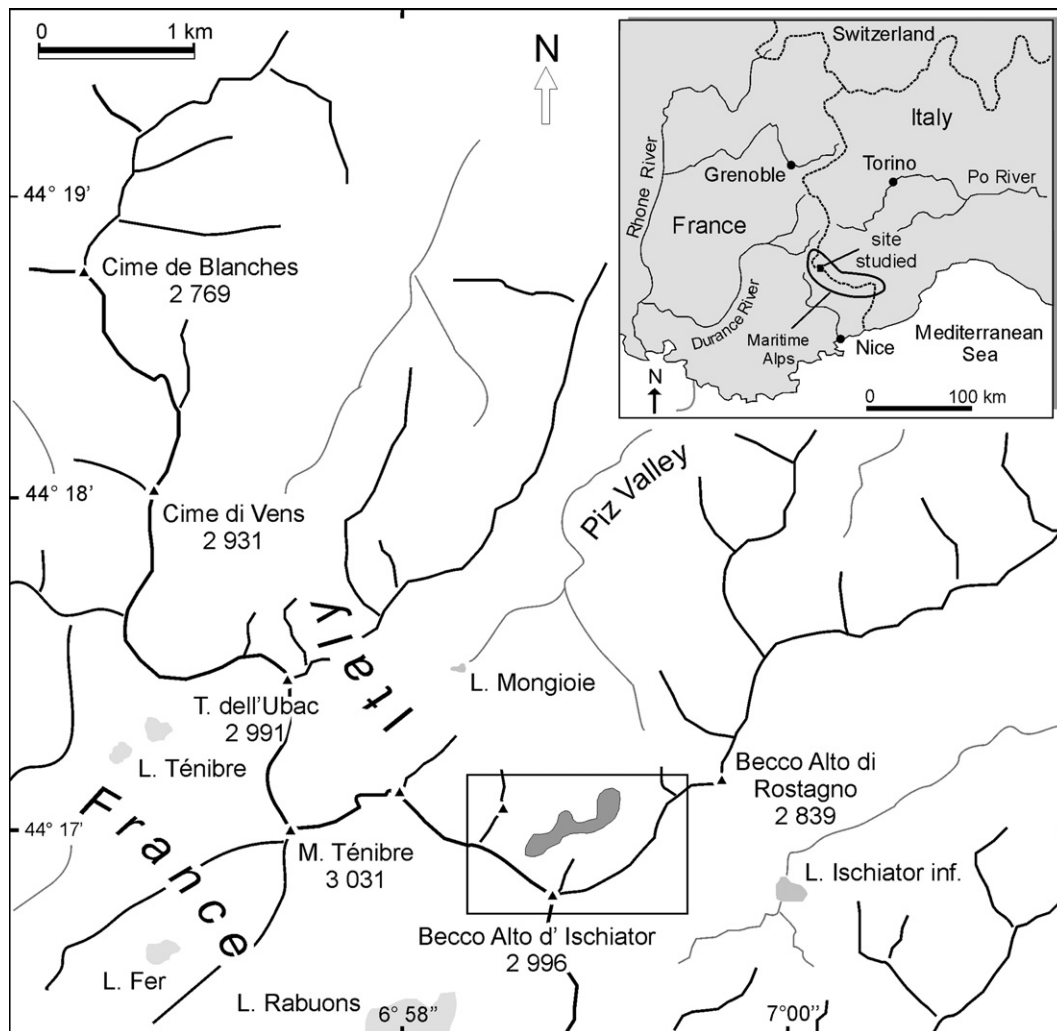 0 1 km
N
44° 19'
Cime de Blanches
2 769
44° 18'
Cime di Vens
2 931
Piz Valley
Italy
T. dell'Ubac
2 991
L. Mongioie
L. Ténibre
France
Becco Alto di
Rostagno
2 839
44° 17'
M. Ténibre
3 031
L. Ischiator inf.
Becco Alto d' Ischiator
2 996
L. Fer
L. Rabuons
6° 58"
7° 00"
Switzerland
Italy
Rhone River
Grenoble
Torino
Po River
France
site
studied
Durance River
Maritime
Alps
Nice
Mediterranean
Sea
N
0 100 km